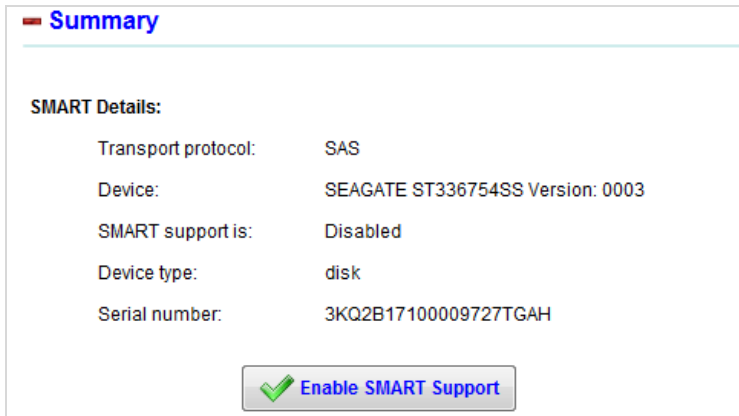 Summary
SMART Details:
Transport protocol: SAS
Device: SEAGATE ST336754SS Version: 0003
SMART support is: Disabled
Device type: disk
Serial number: 3KQ2B17100009727TGAH
Enable SMART Support